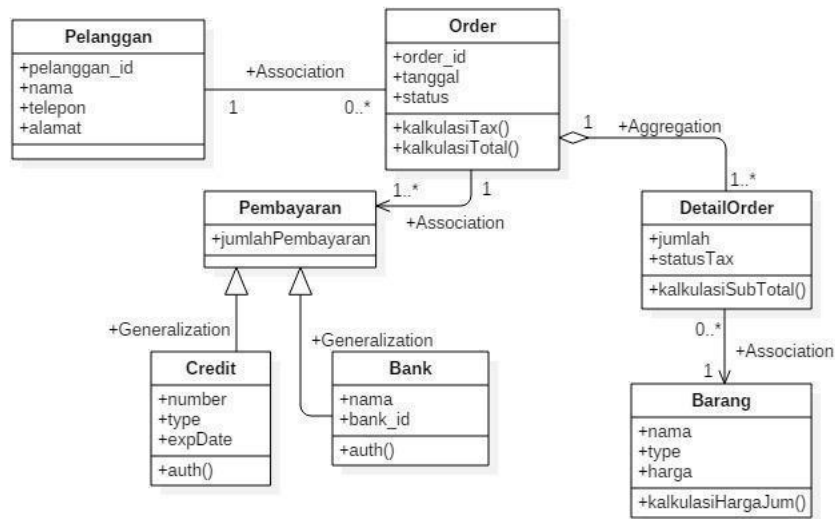 Pelanggan
+pelanggan_id
+nama
+telepon
+alamat
+Association
1
0..*
Order
+order_id
+tanggal
+status
+kalkulasiTax()
+kalkulasiTotal()
1
+Aggregation
1..*
1..*
1
+Association
Pembayaran
+jumlahPembayaran
DetailOrder
+jumlah
+statusTax
+kalkulasiSubTotal()
+Generalization
+Generalization
0..*
+Association
1
Credit
+number
+type
+expDate
+auth()
Bank
+nama
+bank_id
+auth()
Barang
+nama
+type
+harga
+kalkulasiHargaJum()